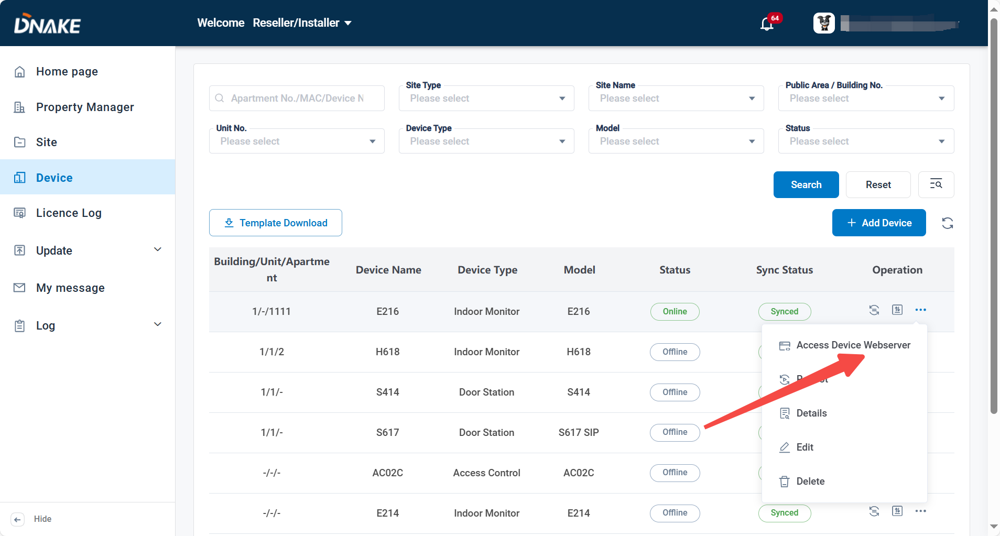 DNAKE
Welcome Reseller/Installer
64
Home page
Property Manager
Site
Device
Licence Log
Update
My message
Log
Hide
Apartment No./MAC/Device N
Site Type
Please select
Site Name
Please select
Public Area / Building No.
Please select
Unit No.
Please select
Device Type
Please select
Model
Please select
Status
Please select
Search
Reset
Template Download
Add Device
Building/Unit/Apartme
nt
Device Name
Device Type
Model
Status
Sync Status
Operation
1/-/1111 E216 Indoor Monitor E216 Online Synced
1/1/2 H618 Indoor Monitor H618 Offline
1/1/- S414 Door Station S414 Offline
1/1/- S617 Door Station S617 SIP Offline
-/-/- AC02C Access Control AC02C Offline
-/-/- E214 Indoor Monitor E214 Offline Synced
Access Device Webserver
Details
Edit
Delete